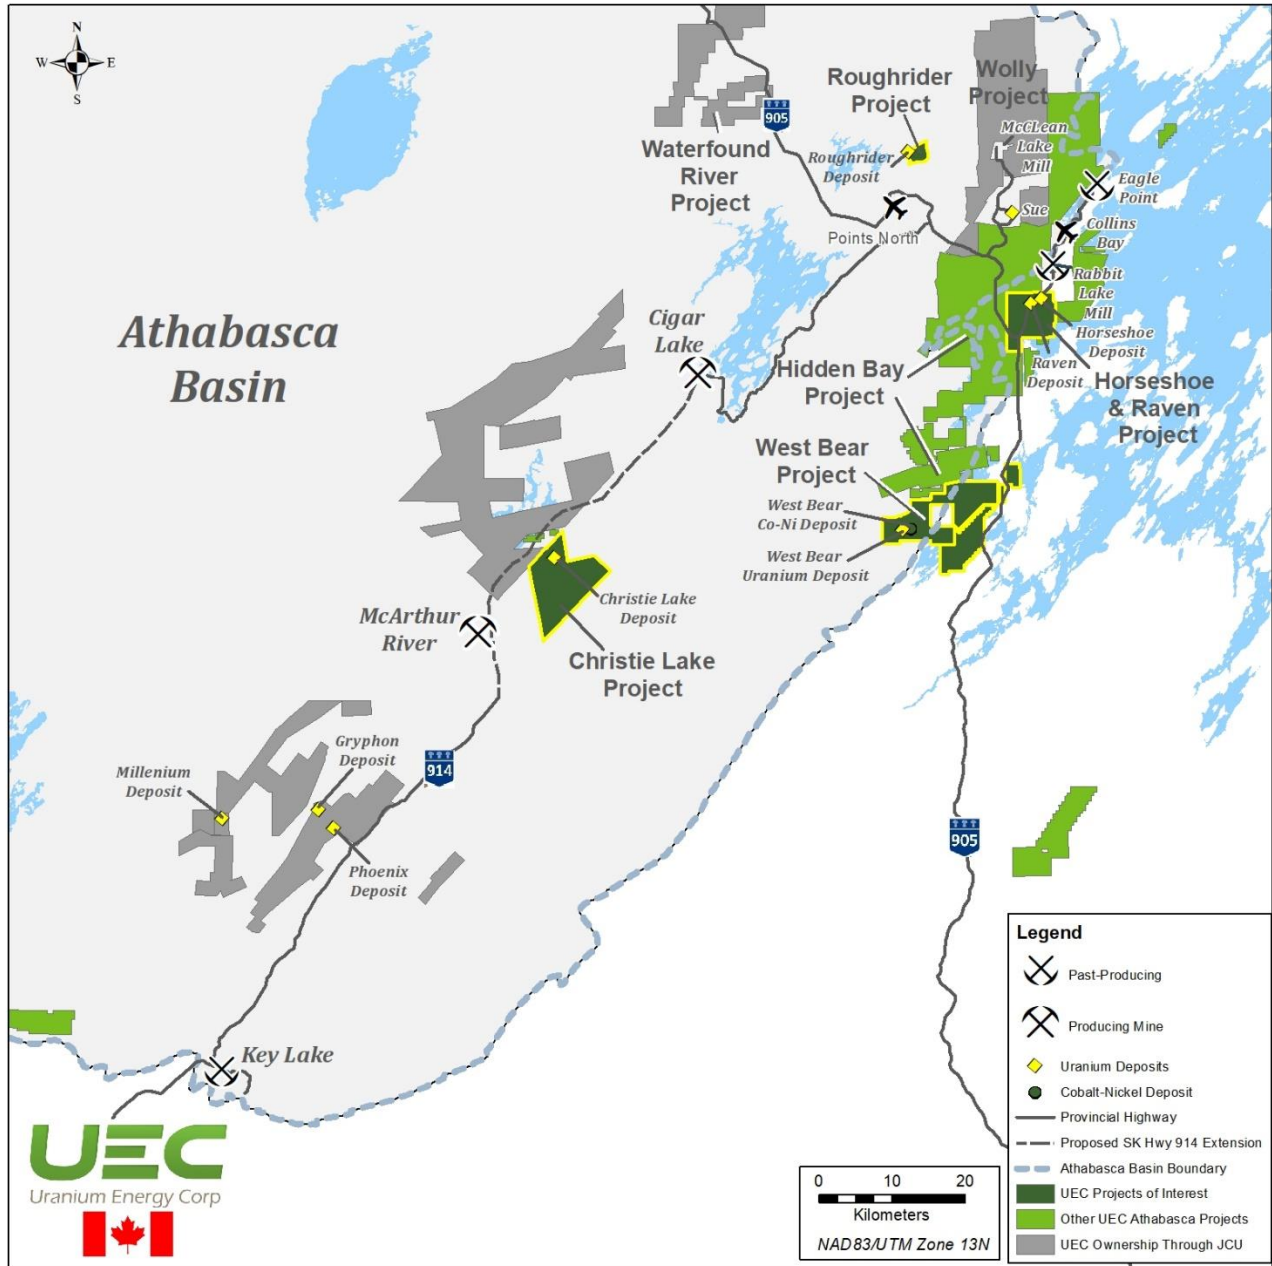 N
W
E
S
905
Roughrider
Project
Wolly
Project
McClean
Lake
Mill
Waterfound
River
Project
Roughrider
Deposit
Eagle
Point
Sue
Points North
Collins
Bay
Rabbit
Lake
Mill
Athabasca
Basin
Cigar
Lake
Horseshoe
Deposit
Raven
Deposit
Hidden Bay
Project
Horseshoe
& Raven
Project
West Bear
Project
West Bear
Co-Ni Deposit
West Bear
Uranium Deposit
Christie Lake
Deposit
McArthur
River
Christie Lake
Project
Gryphon
Deposit
914
Millenium
Deposit
Phoenix
Deposit
905
Key Lake
Legend
Past-Producing
Producing Mine
Uranium Deposits
Cobalt-Nickel Deposit
Provincial Highway
Proposed SK Hwy 914 Extension
Athabasca Basin Boundary
UEC Projects of Interest
Other UEC Athabasca Projects
UEC Ownership Through JCU
UEC
Uranium Energy Corp
0 10 20
Kilometers
NAD83/UTM Zone 13N